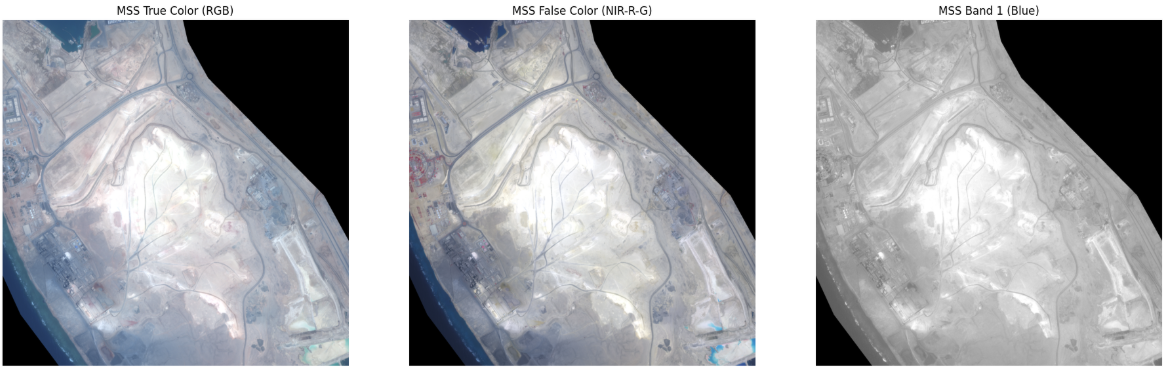 MSS True Color (RGB)
MSS False Color (NIR-R-G)
MSS Band 1 (Blue)